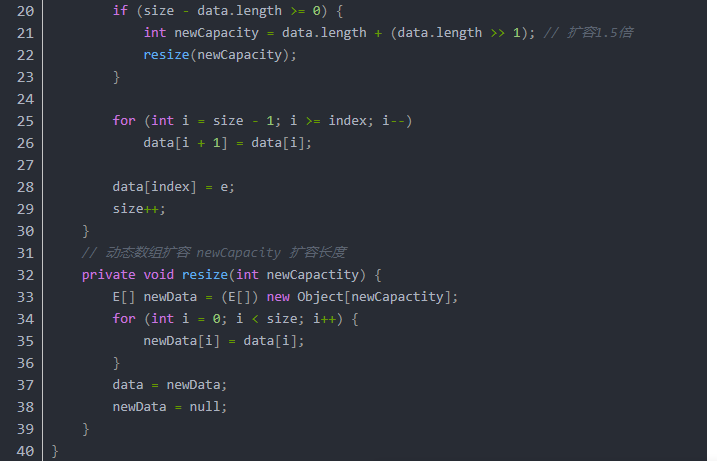 20 if (size - data.length >= 0) {
21 int newCapacity = data.length + (data.length >> 1); // 扩容1.5倍
22 resize(newCapacity);
23 }
24
25 for (int i = size - 1; i >= index; i--)
26 data[i + 1] = data[i];
27
28 data[index] = e;
29 size++;
30 }
31 // 动态数组扩容 newCapacity 扩容长度
32 private void resize(int newCapactity) {
33 E[] newData = (E[]) new Object[newCapactity];
34 for (int i = 0; i < size; i++) {
35 newData[i] = data[i];
36 }
37 data = newData;
38 newData = null;
39 }
40 }